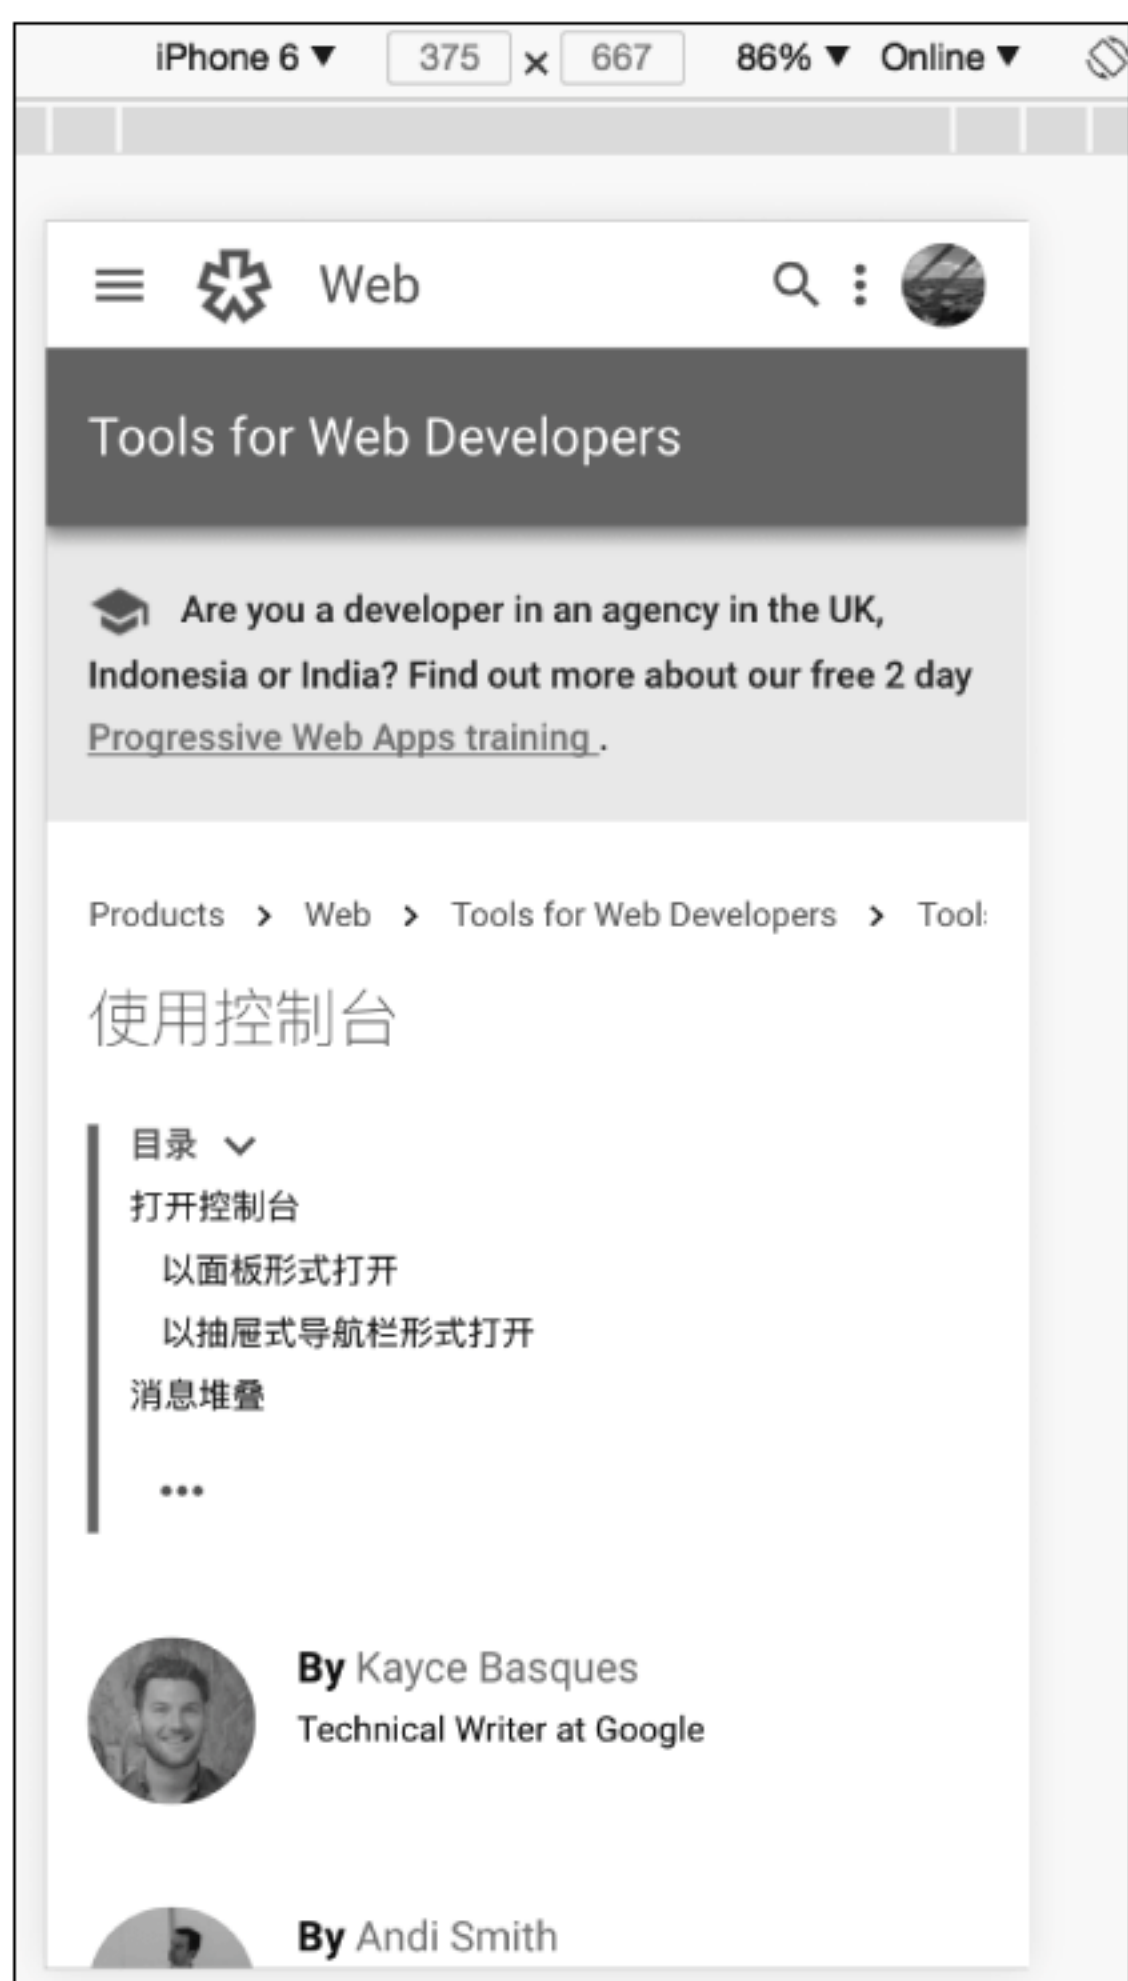 iPhone 6 ▼ 375 × 667 86% ▼ Online ▼
Web
Tools for Web Developers
Are you a developer in an agency in the UK,
Indonesia or India? Find out more about our free 2 day
Progressive Web Apps training .
Products > Web > Tools for Web Developers > Tool
使用控制台
目录
打开控制台
以面板形式打开
以抽屉式导航栏形式打开
消息堆叠
•••
By Kayce Basques
Technical Writer at Google
By Andi Smith